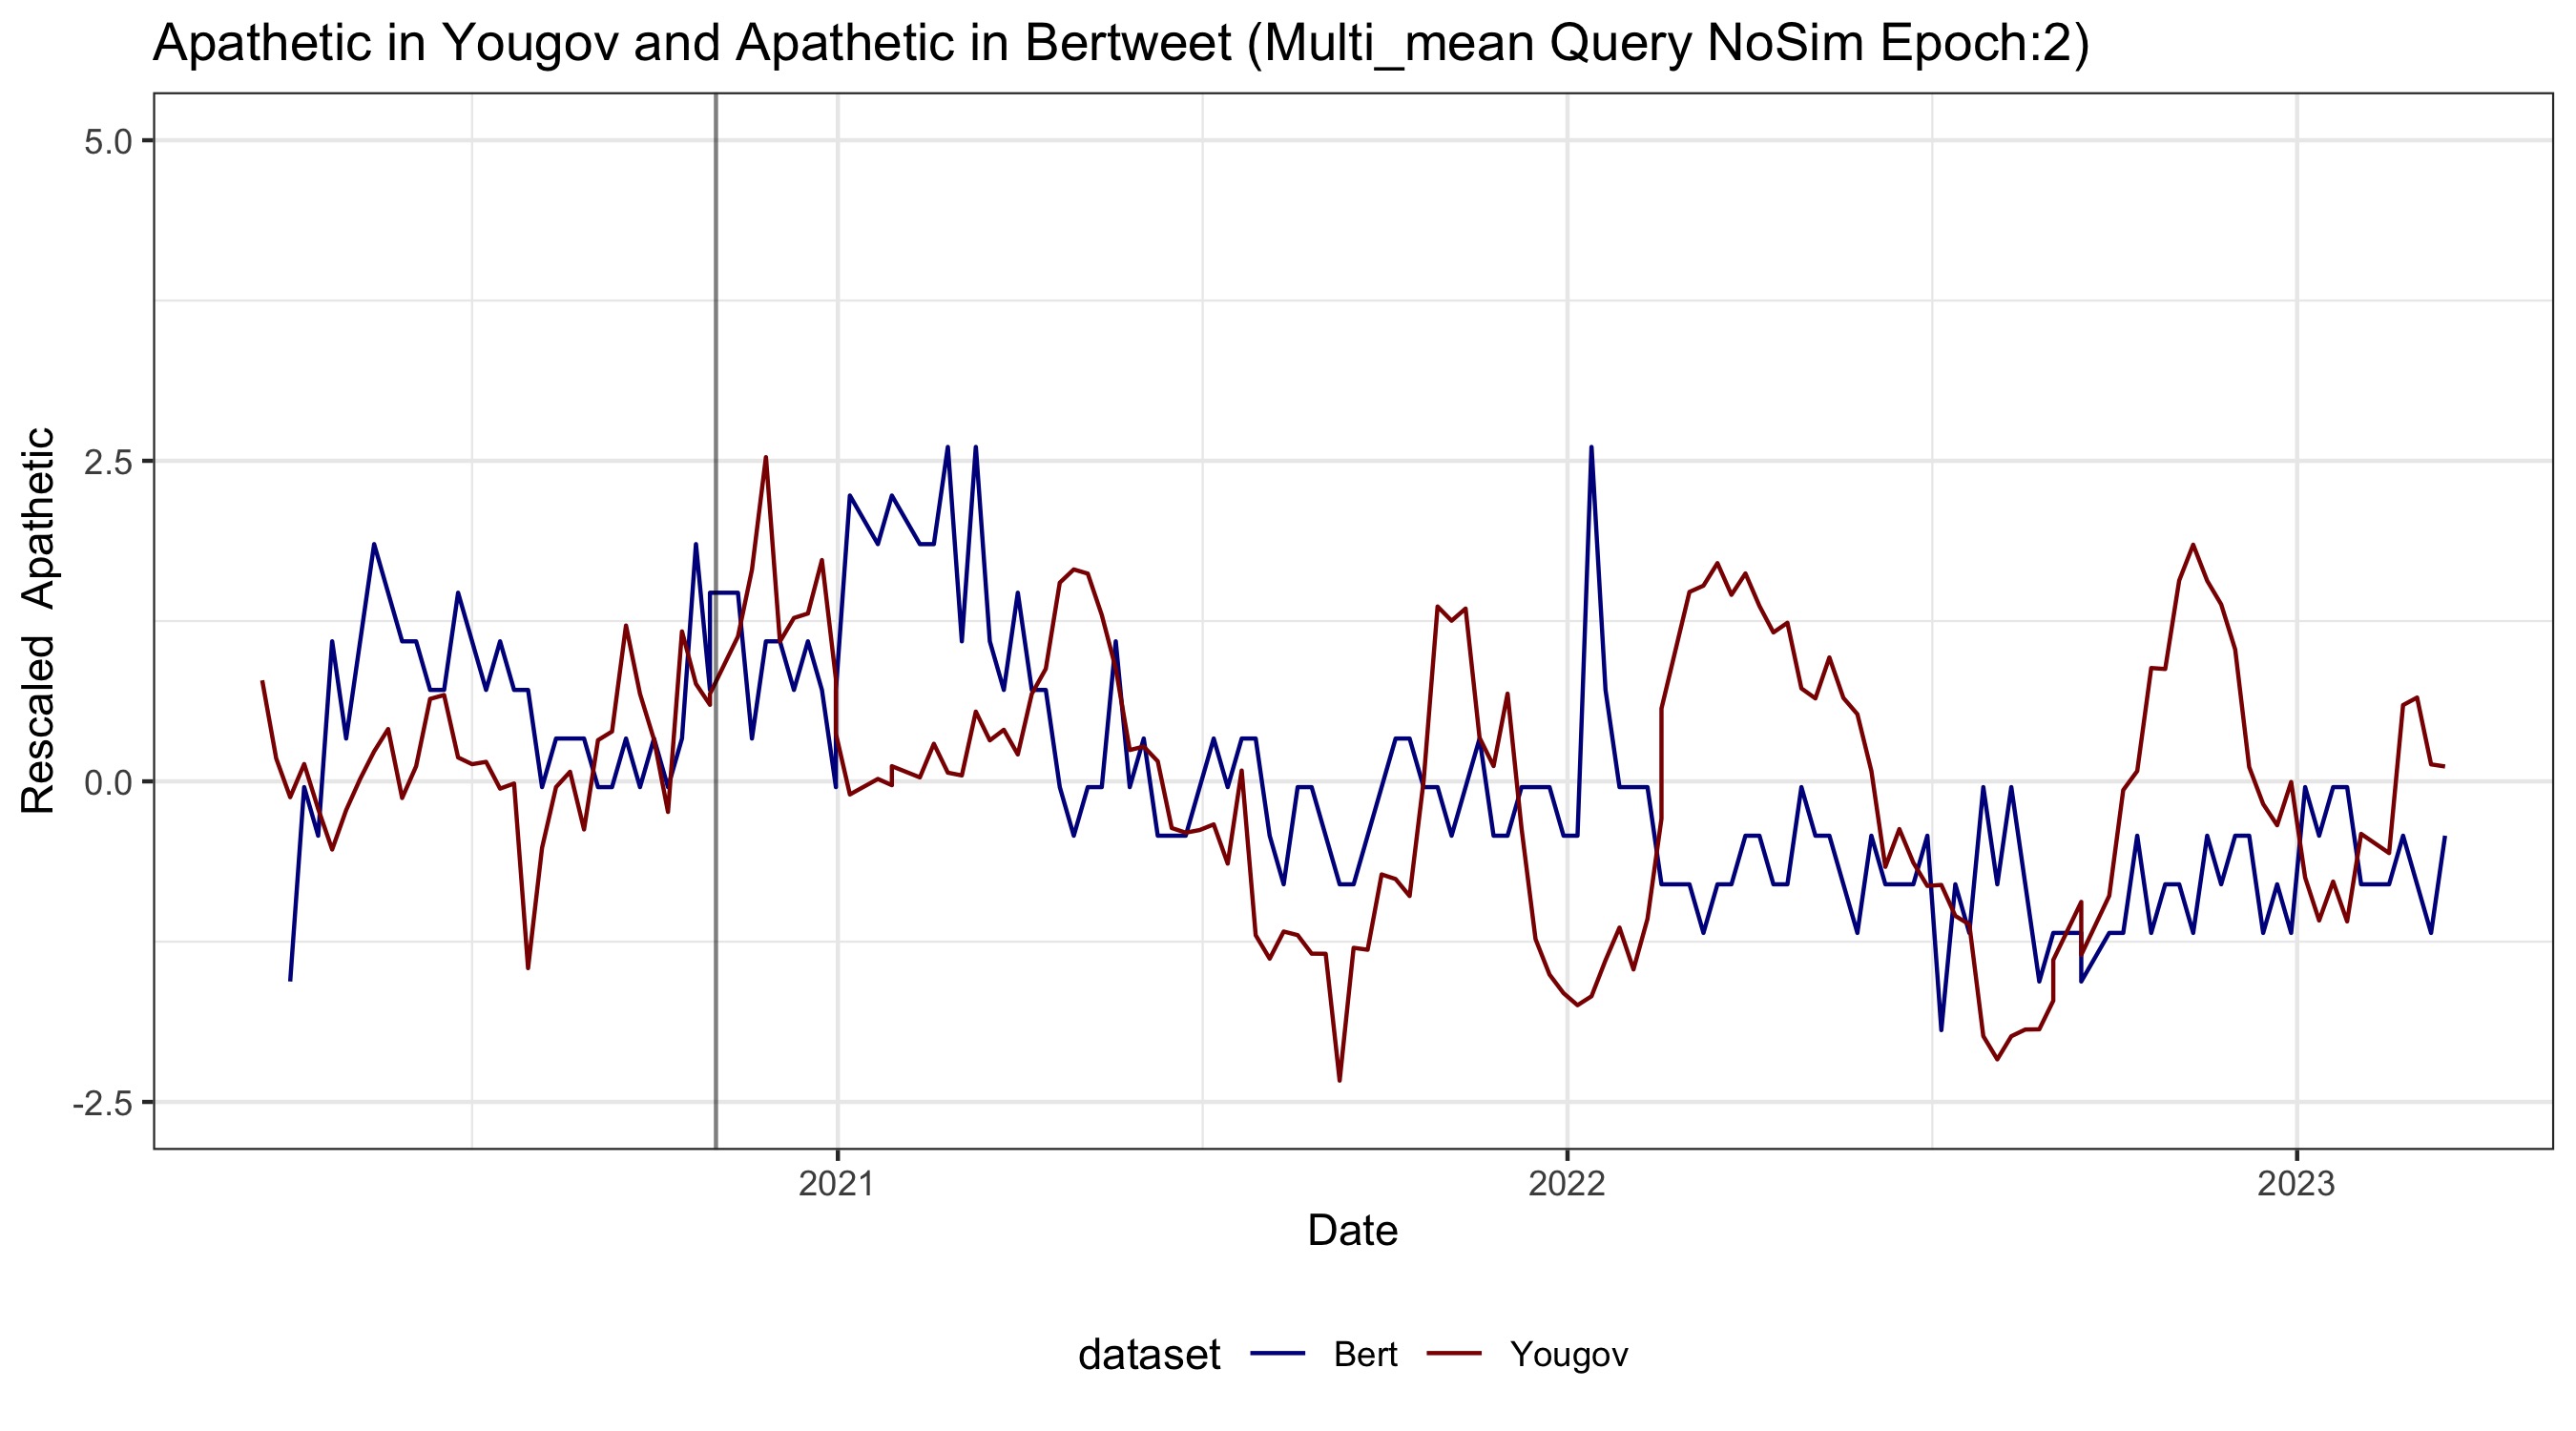 Apathetic in Yougov and Apathetic in Bertweet (Multi_mean Query NoSim Epoch:2)
Rescaled Apathetic
5.0
2.5
0.0
-2.5
2021
2022
2023
Date
dataset Bert Yougov